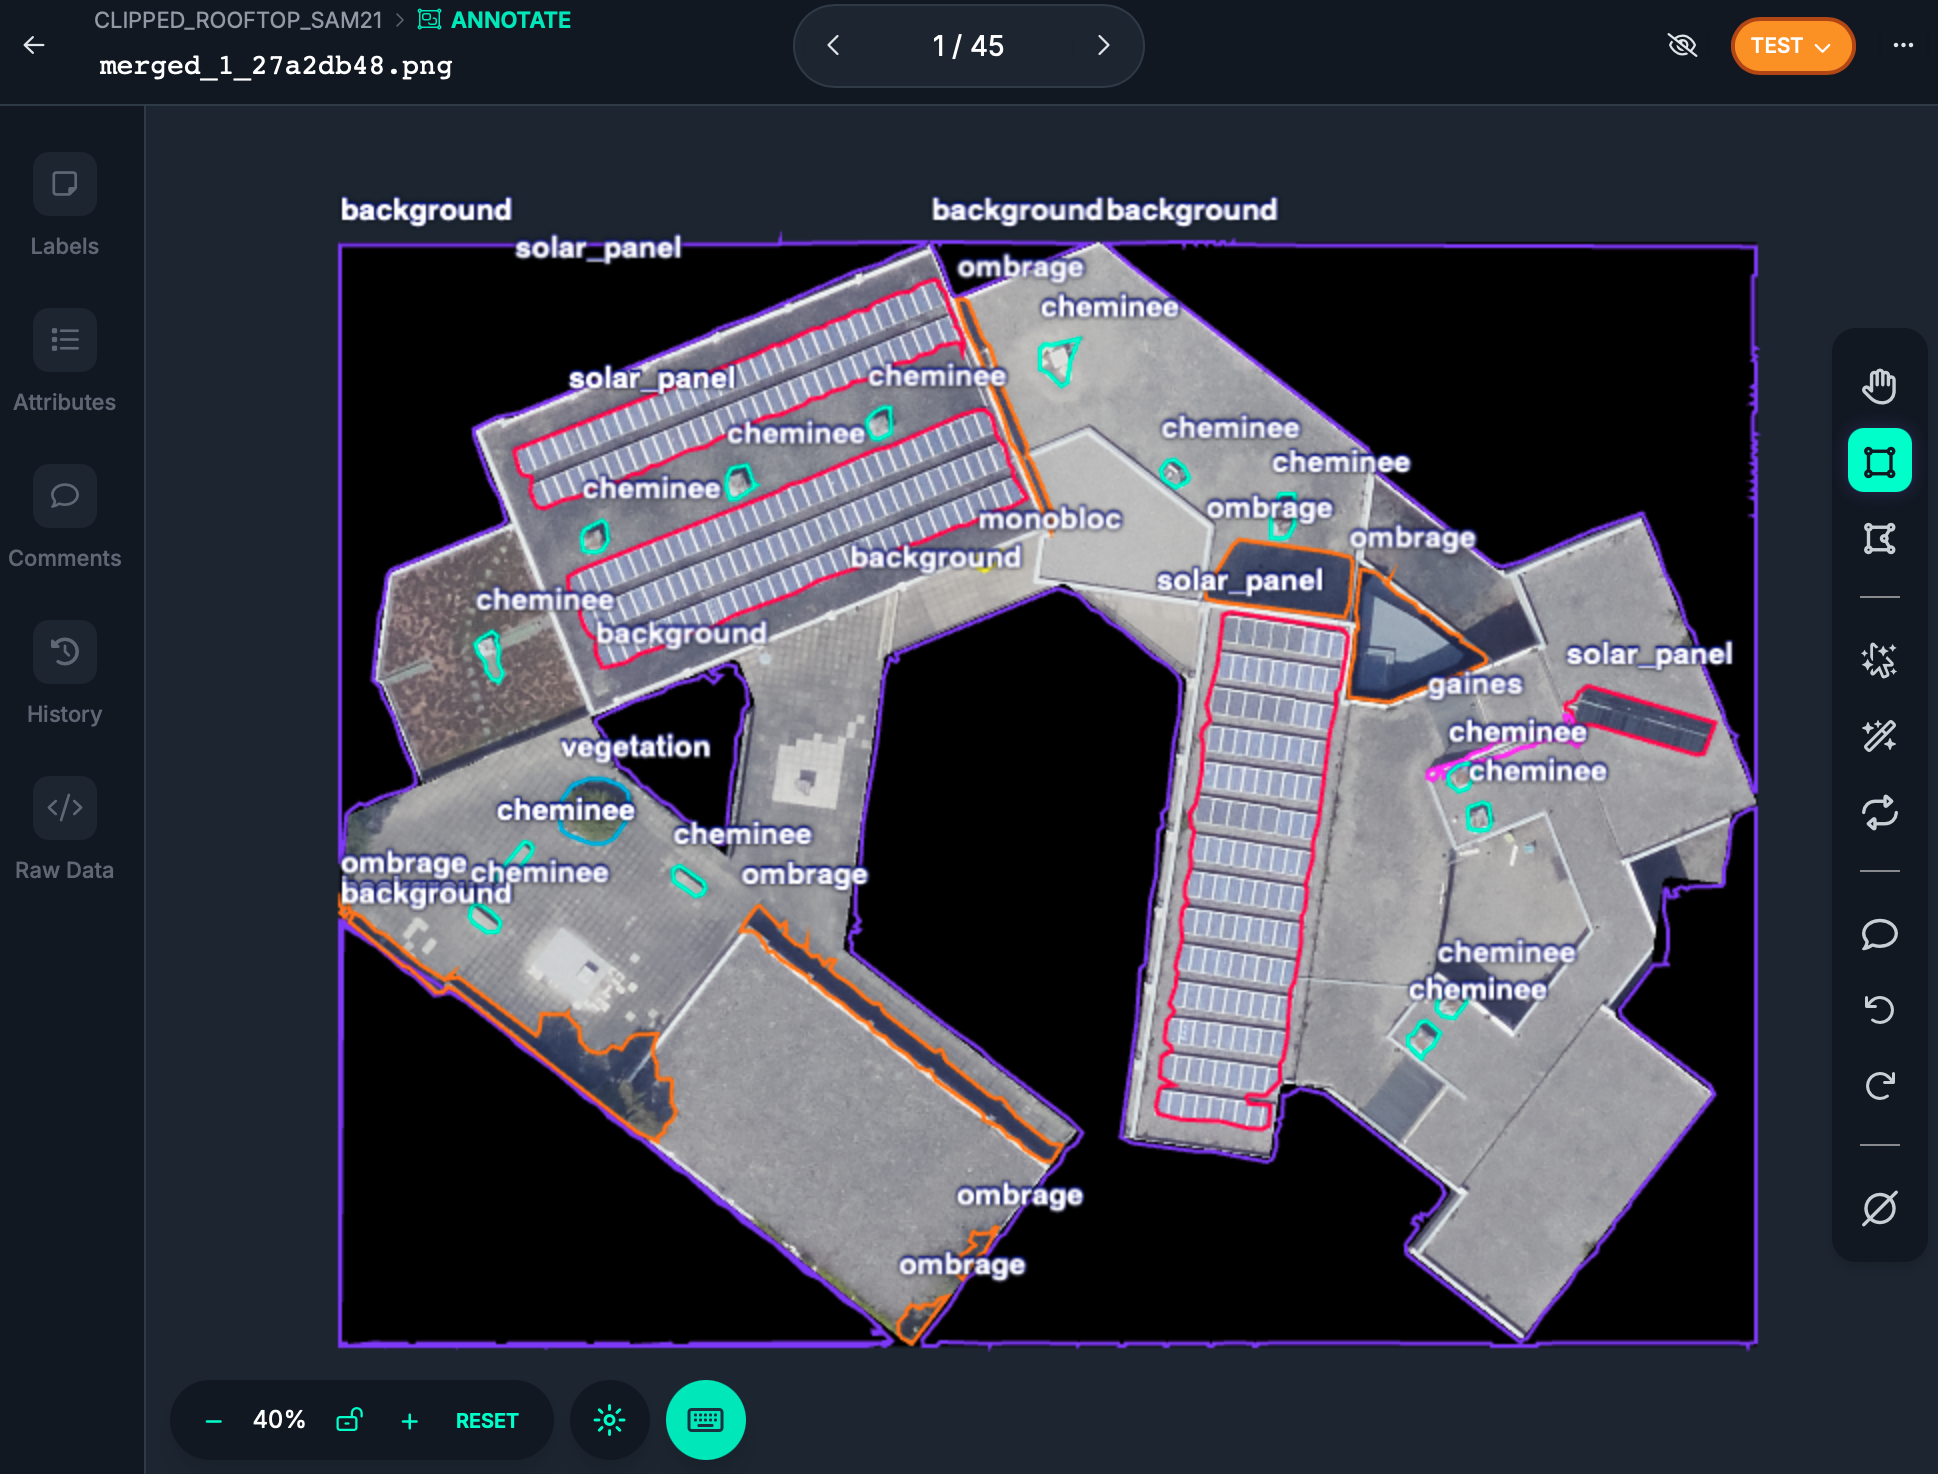 CLIPPED_ROOFTOP_SAM21 > ANNOTATE
merged_1_27a2db48.png
1 / 45
TEST
Labels
Attributes
Comments
History
Raw Data
background
background
background
solar_panel
ombrage
cheminee
solar_panel
cheminee
cheminee
cheminee
cheminee
cheminee
ombrage
monobloc
ombrage
background
solar_panel
cheminee
background
solar_panel
gaines
cheminee
vegetation
cheminee
cheminee
cheminee
ombrage
cheminee
ombrage
background
cheminee
cheminee
ombrage
ombrage
40%
RESET